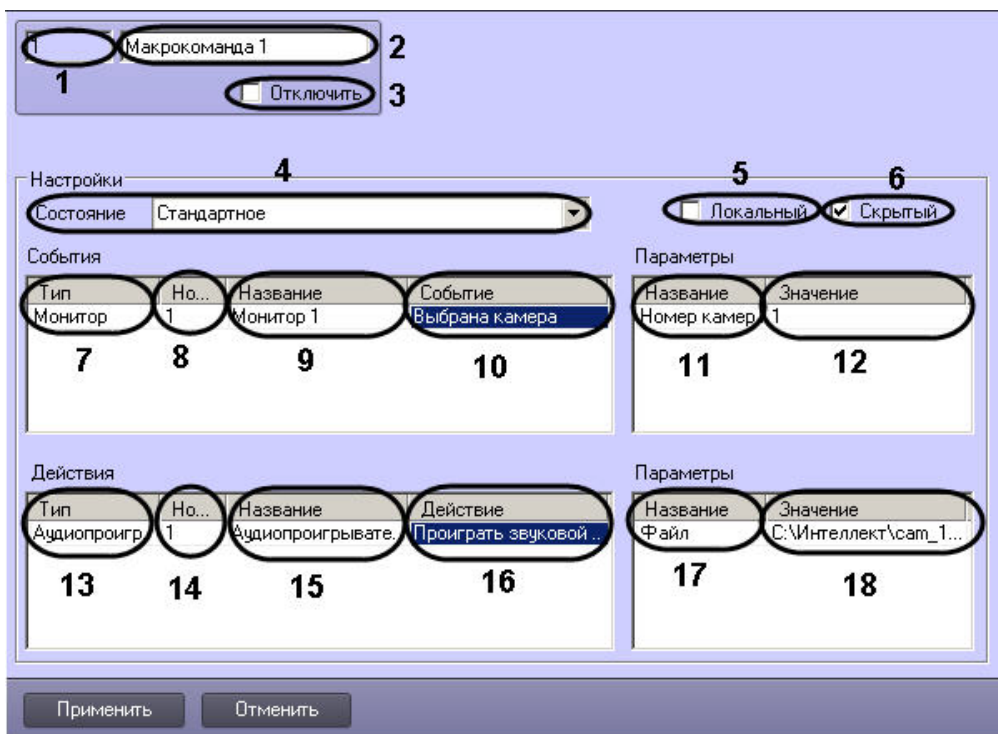 1 Макрокоманда 1 2
1 Отключить 3
Настройки 4 5 6
Состояние Стандартное Локальный Скрытый
События Параметры
Тип Но... Название Событие Название Значение
Монитор 1 Монитор 1 Выбрана камера Номер камер 1
7 8 9 10 11 12
Действия Параметры
Тип Но... Название Действие Название Значение
Аудиопроигр 1 Аудиопроигрывате. Проиграть звуковой .. Файл C:\Интеллект\cam_1...
13 14 15 16 17 18
Применить Отменить